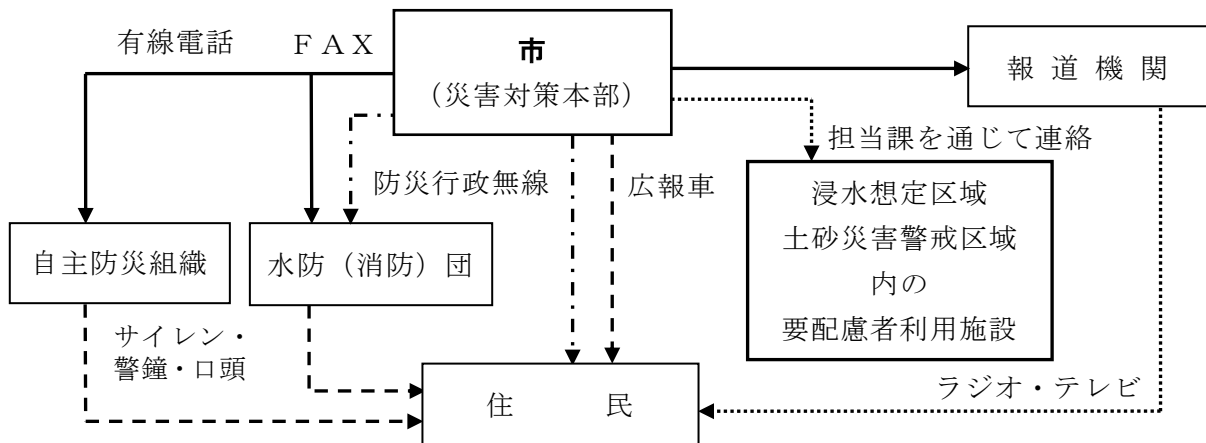 有線電話　ＦＡＸ
市
（災害対策本部）
報道機関
担当課を通じて連絡
防災行政無線
広報車
浸水想定区域
土砂災害警戒区域
内の
要配慮者利用施設
自主防災組織
水防（消防）団
サイレン・
警鐘・口頭
ラジオ・テレビ
住　民